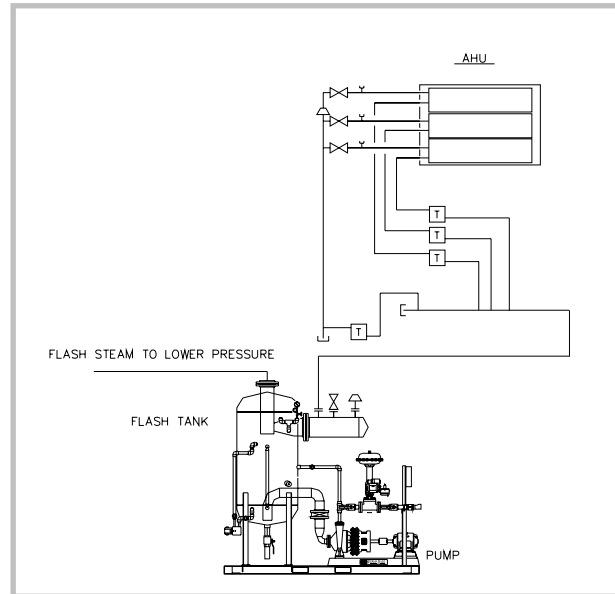 AHU
T
T
T
T
FLASH STEAM TO LOWER PRESSURE
FLASH TANK
PUMP